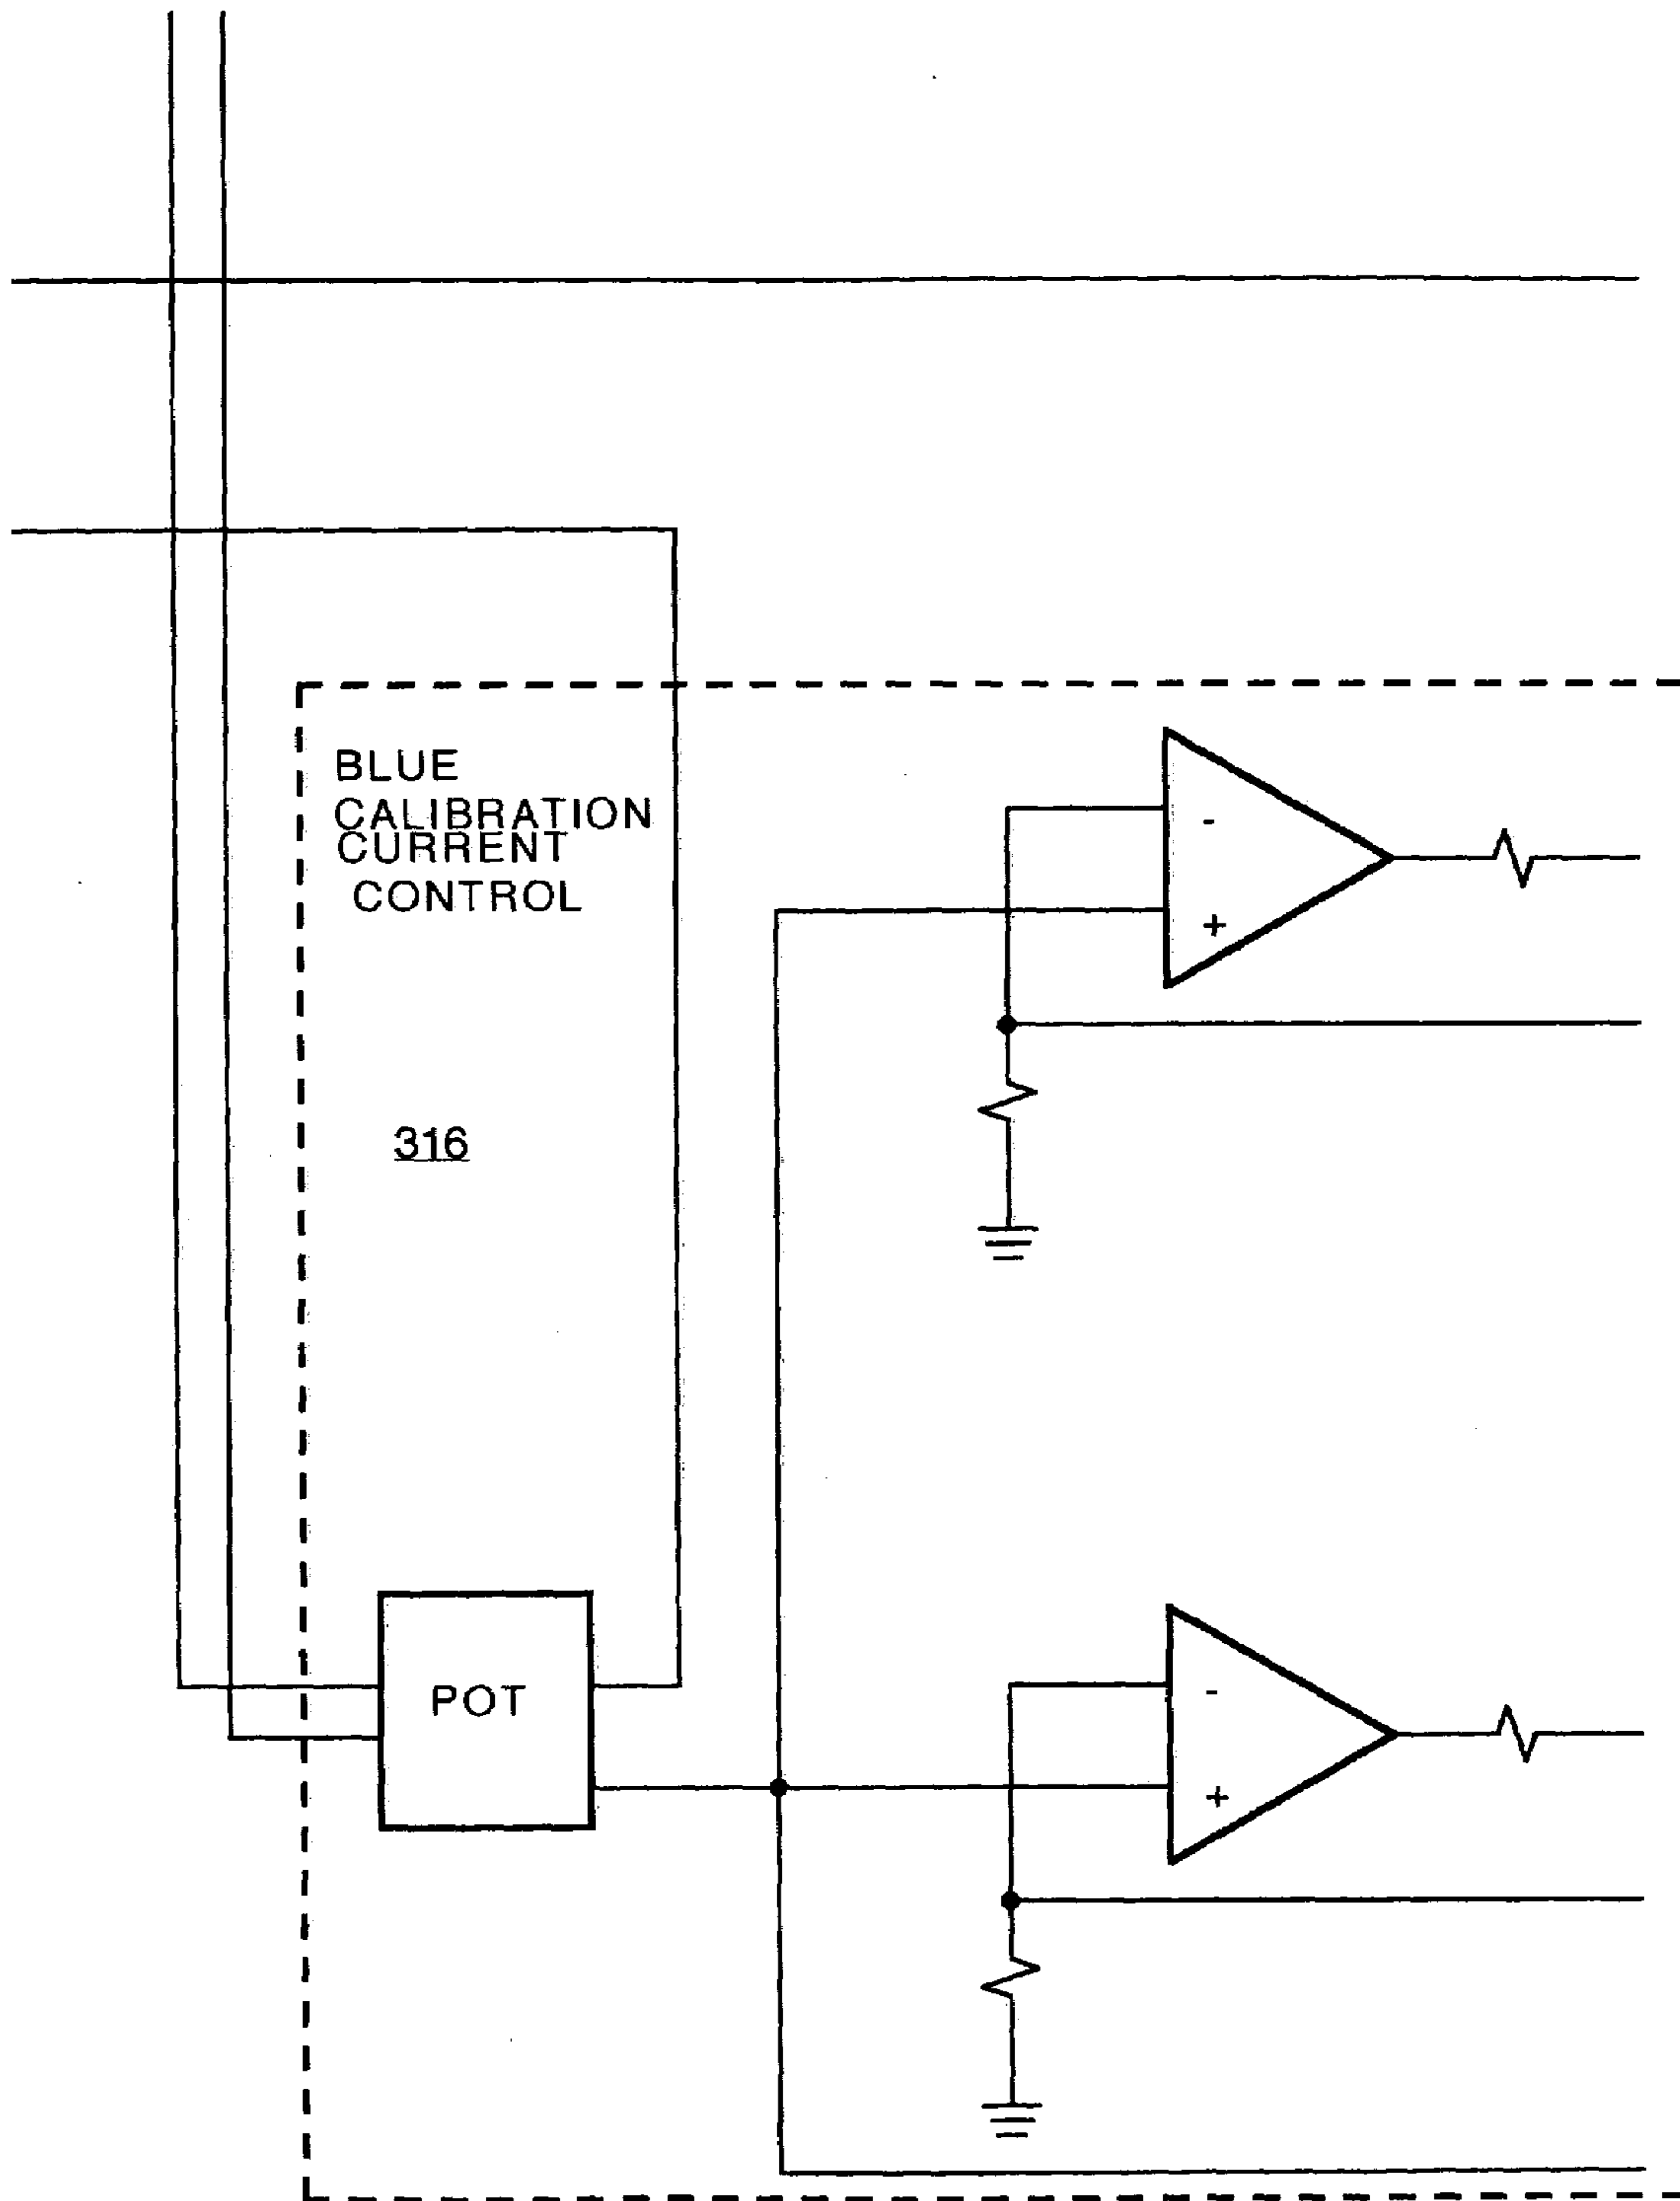 BLUE
CALIBRATION
CURRENT
CONTROL
-
+
316
POT
-
+